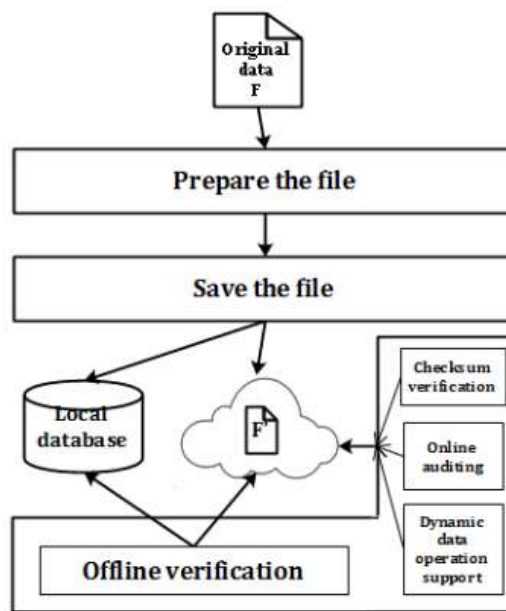 Original
data
F
Prepare the file
Save the file
Local
database
F'
Checksum
verification
Online
auditing
Dynamic
data
operation
support
Offline verification